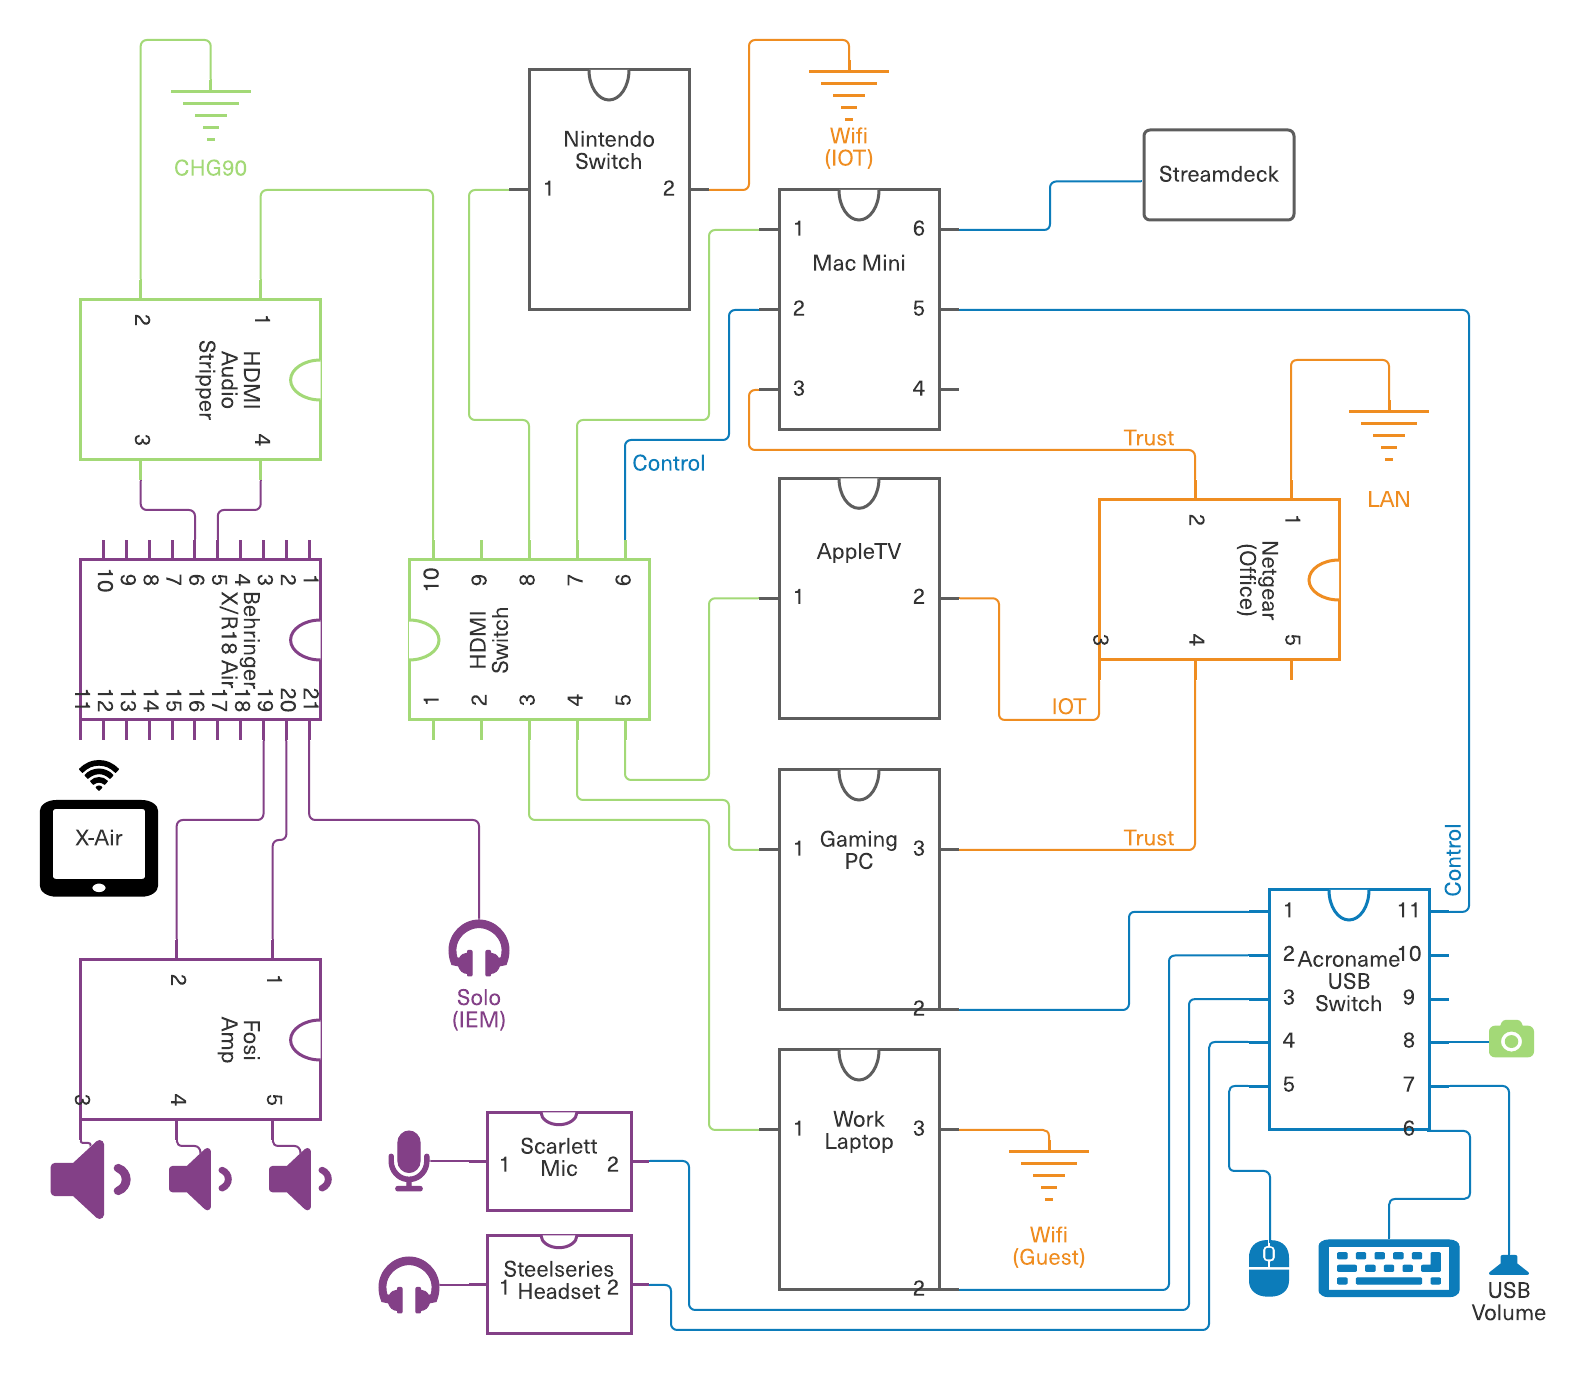 CHG90
Nintendo
Switch
1
2
Wifi
(IOT)
Streamdeck
1
6
Mac Mini
2
5
3
4
Control
2
1
HDMI
Audio
Stripper
3
4
Trust
LAN
2
1
Netgear
(Office)
3
4
5
AppleTV
1
2
IOT
10
9
8
7
6
5
4
3
2
1
Behringer
X/R18 Air
11
12
13
14
15
16
17
18
19
20
21
10
9
8
7
6
HDMI
Switch
1
2
3
4
5
X-Air
Gaming
PC
1
3
2
Trust
Control
1
11
2
Acroname
10
USB
Switch
3
9
4
8
5
7
6
2
1
Fosi
Amp
3
4
5
Solo
(IEM)
Work
Laptop
1
3
2
Scarlett
Mic
1
2
Steelseries
Headset
1
2
Wifi
(Guest)
USB
Volume